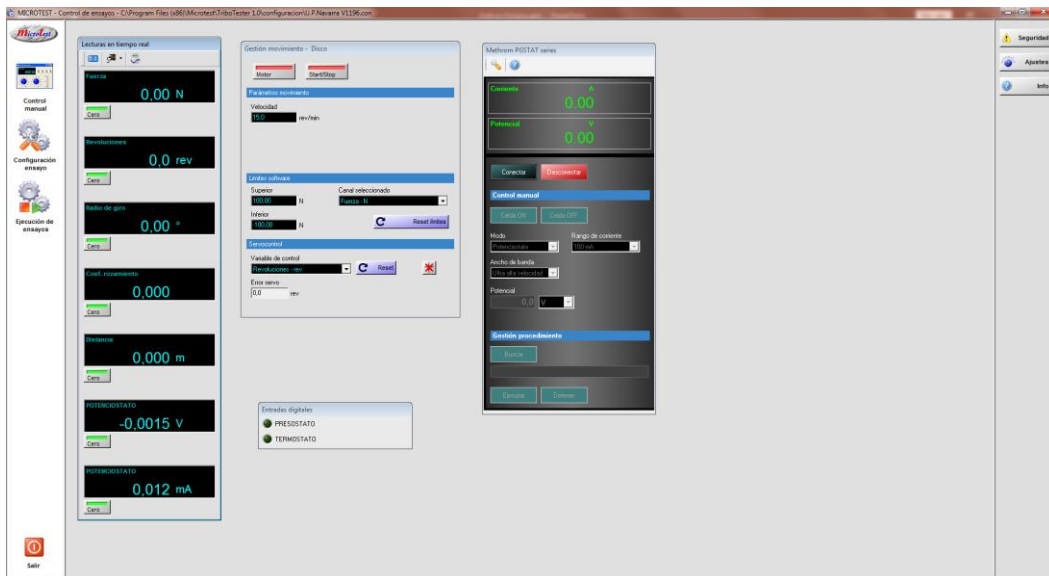 MICROTEST - Control de ensayos - C:\Program Files (x86)\Microtest\TriboTester 1.0\configuracion\U.P.Navarra V1196.con
Microtest
Control
manual
Configuración
ensayo
Ejecución de
ensayos
Salir
Lecturas en tiempo real
Fuerza
0,00 N
Cero
Revoluciones
0,0 rev
Cero
Radio de giro
0,00 °
Cero
Coef. rozamiento
0,000
Cero
Distancia
0,000 m
Cero
POTENCIOSTATO
-0,0015 V
Cero
POTENCIOSTATO
0,012 mA
Cero
Gestión movimiento - Disco
Motor
Start/Stop
Parámetros movimiento
Velocidad
15,0 rev/min
Límites software
Superior
Canal seleccionado
100,00 N
Fuerza - N
Inferior
-100,00 N
Reset límites
Servocontrol
Variable de control
Revoluciones -rev
Reset
Error servo
0,0 rev
Entradas digitales
PRESOSTATO
TERMOSTATO
Methrom PGSTAT series
Corriente A
0.00
Potencial V
0.00
Conectar
Desconectar
Control manual
Celda ON
Celda OFF
Modo
Rango de corriente
Potenciostato
100 mA
Ancho de banda
Ultra alta velocidad
Potencial
0,0 V
Gestión procedimiento
Buscar
Ejecutar
Detener
Seguridad
Ajustes
Info